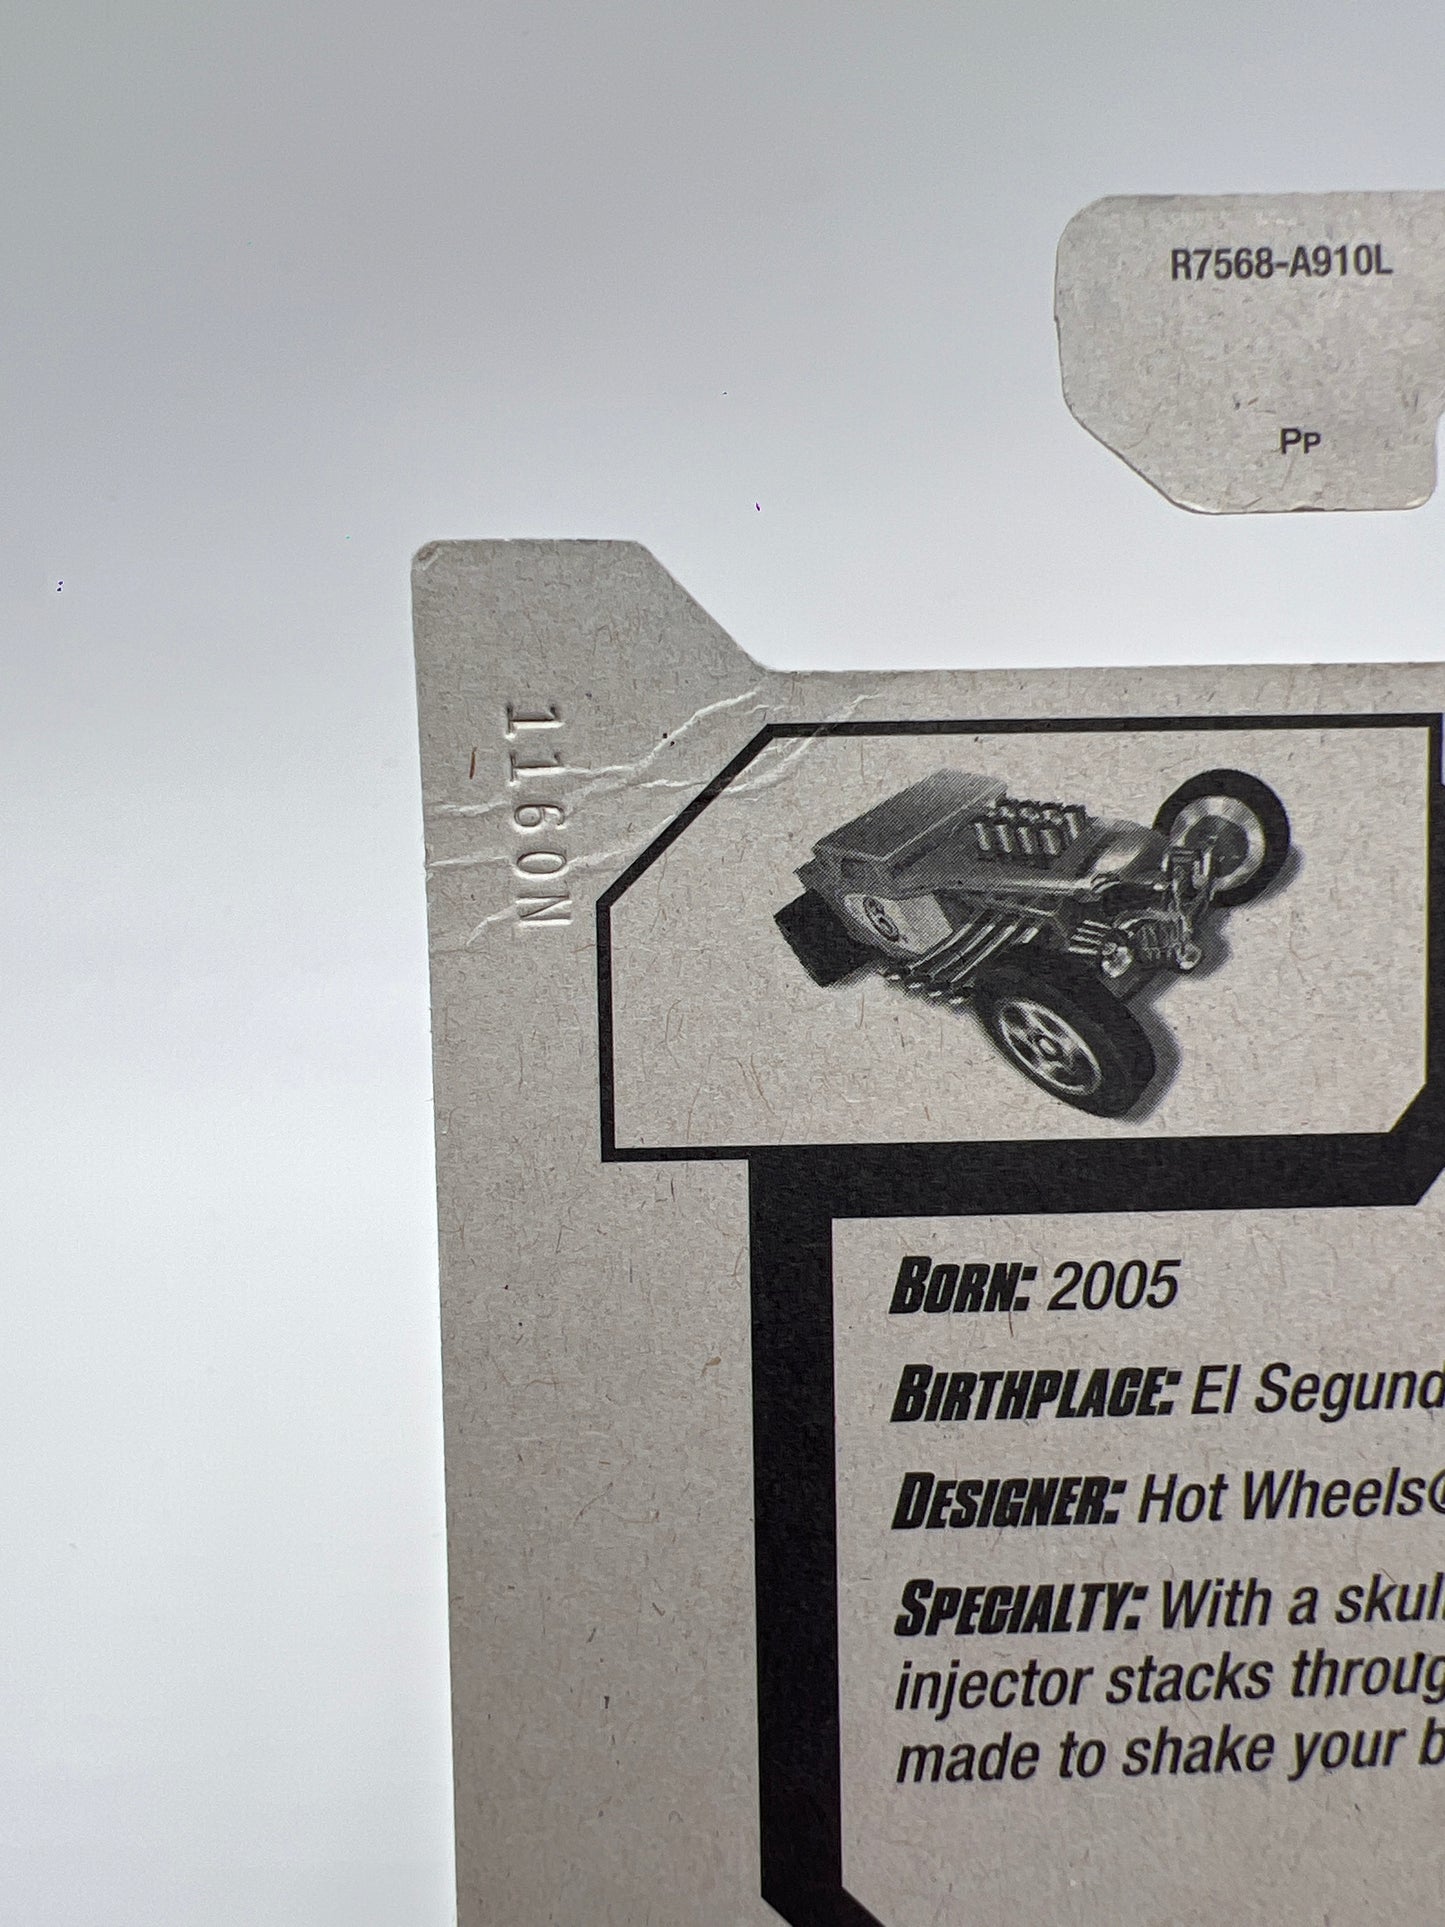 R7568-A910L
PP
1160N
BORN: 2005
BIRTHPLACE: El Segund
DESIGNER: Hot Wheels®
SPECIALTY: With a skul
injector stacks throug
made to shake your b